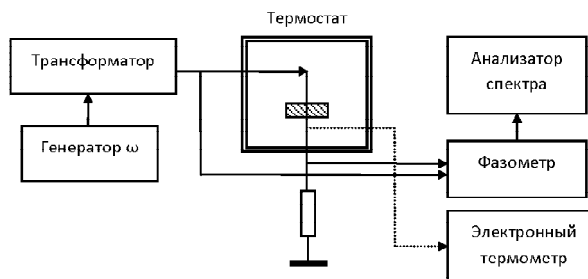 Термостат
Трансформатор
Генератор ω
Анализатор
спектра
Фазометр
Электронный
термометр